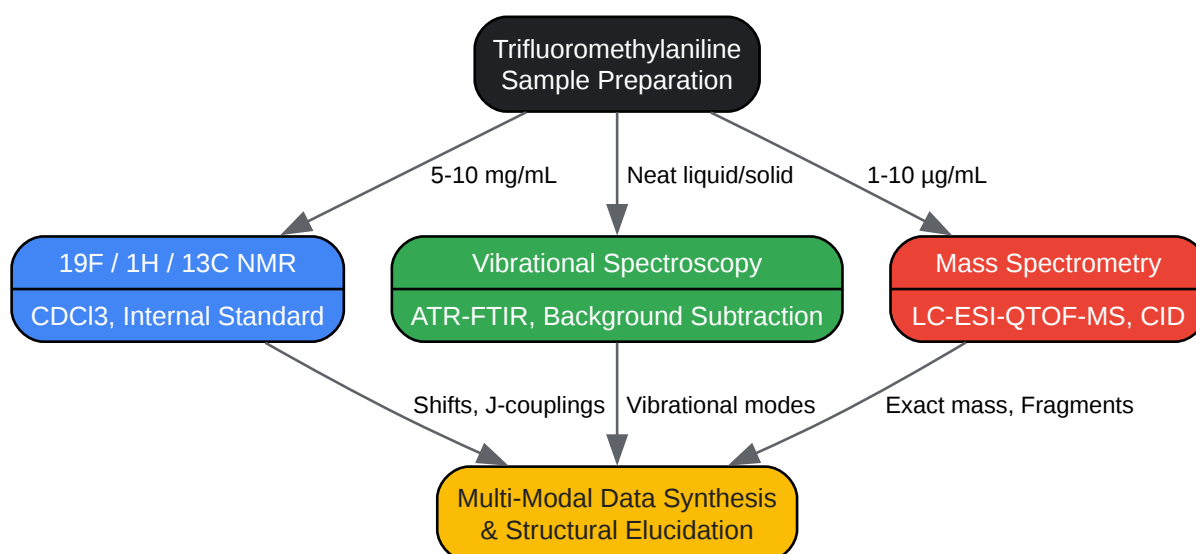 Trifluoromethylaniline
Sample Preparation
5-10 mg/mL
Neat liquid/solid
1-10 µg/mL
19F / 1H / 13C NMR
CDCl3, Internal Standard
Vibrational Spectroscopy
ATR-FTIR, Background Subtraction
Mass Spectrometry
LC-ESI-QTOF-MS, CID
Shifts, J-couplings
Vibrational modes
Exact mass, Fragments
Multi-Modal Data Synthesis
& Structural Elucidation